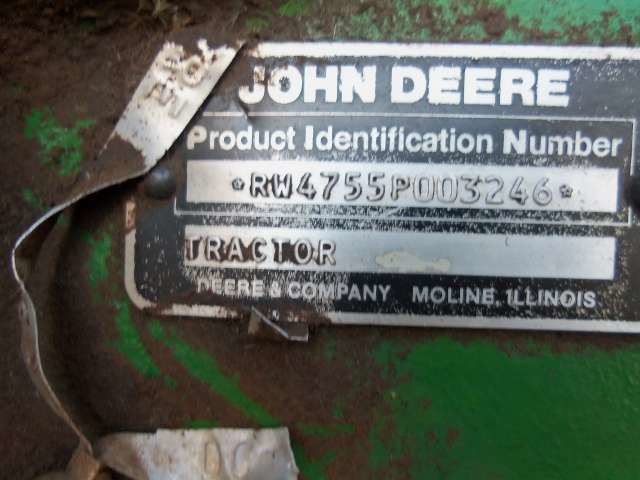 JOHN DEERE
Product Identification Number
*RW4755P003246*
TRACTOR
DEERE & COMPANY MOLINE, ILLINOIS